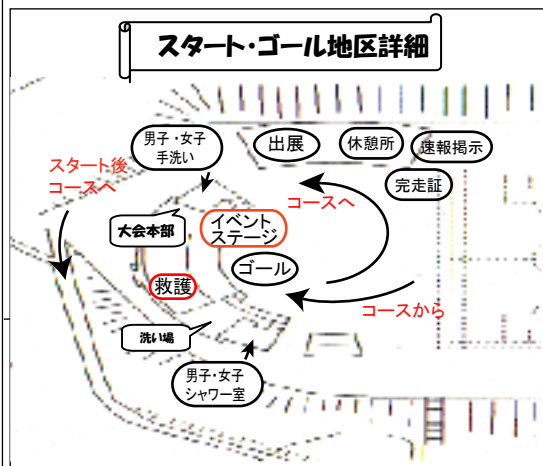 スタート・ゴール地区詳細
男子・女子
手洗い
出展
休憩所
速報掲示
完走証
スタート後
コースへ
コースへ
大会本部
イベント
ステージ
ゴール
救護
コースから
洗い場
男子・女子
シャワー室